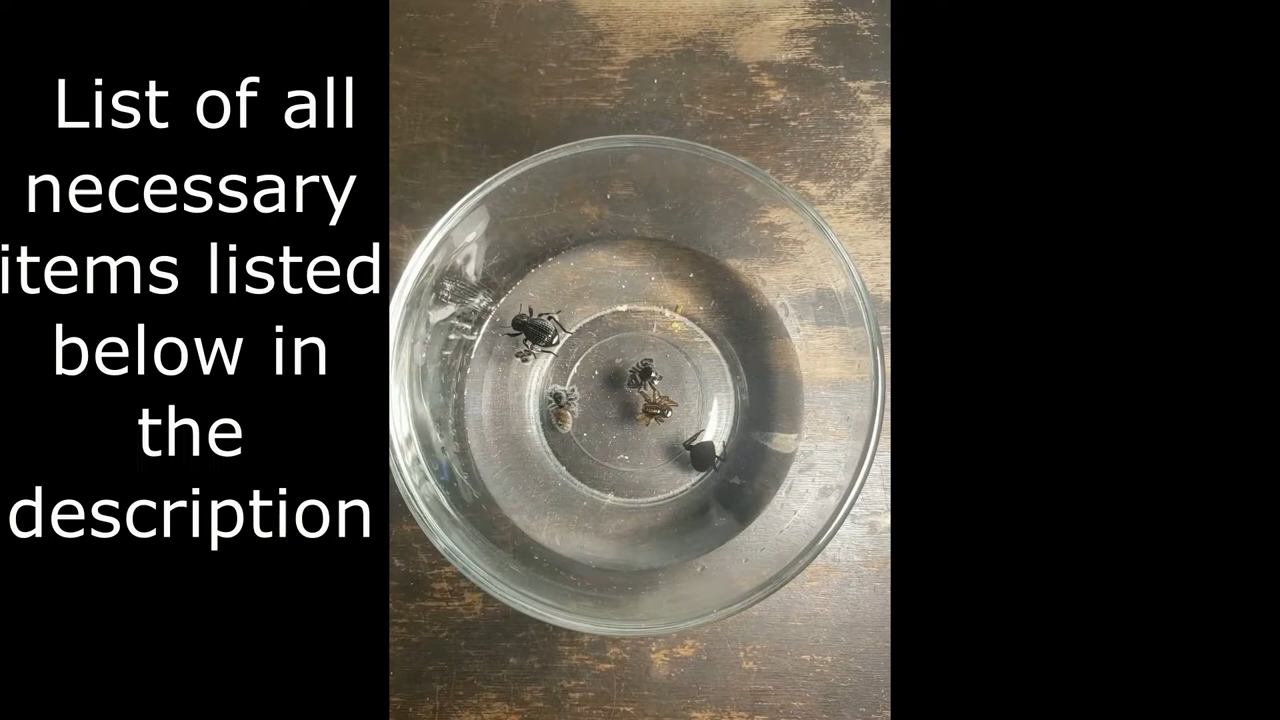 List of all
necessary
items listed
below in
the
description